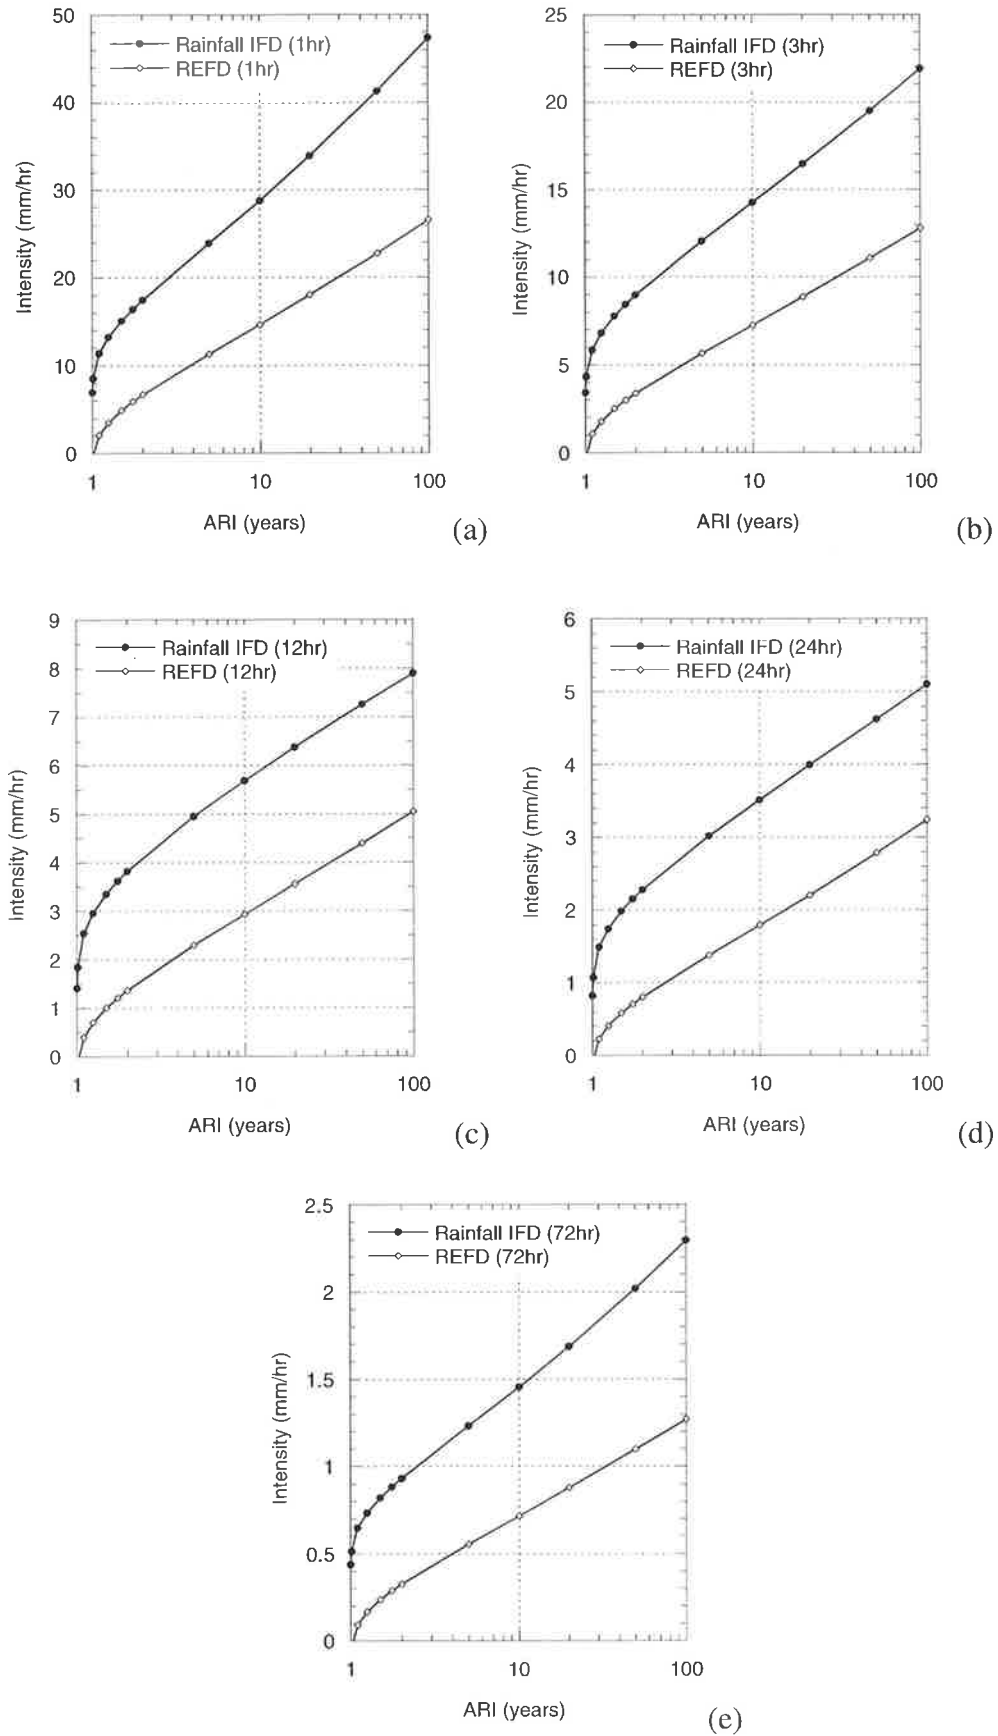 50
40
30
20
10
0
Intensity (mm/hr)
Rainfall IFD (1hr)
REFD (1hr)
1 10 100
ARI (years)
(a)
25
20
15
10
5
0
Intensity (mm/hr)
Rainfall IFD (3hr)
REFD (3hr)
1 10 100
ARI (years)
(b)
9
8
7
6
5
4
3
2
1
0
Intensity (mm/hr)
Rainfall IFD (12hr)
REFD (12hr)
1 10 100
ARI (years)
(c)
6
5
4
3
2
1
0
Intensity (mm/hr)
Rainfall IFD (24hr)
REFD (24hr)
1 10 100
ARI (years)
(d)
2.5
2
1.5
1
0.5
0
Intensity (mm/hr)
Rainfall IFD (72hr)
REFD (72hr)
1 10 100
ARI (years)
(e)